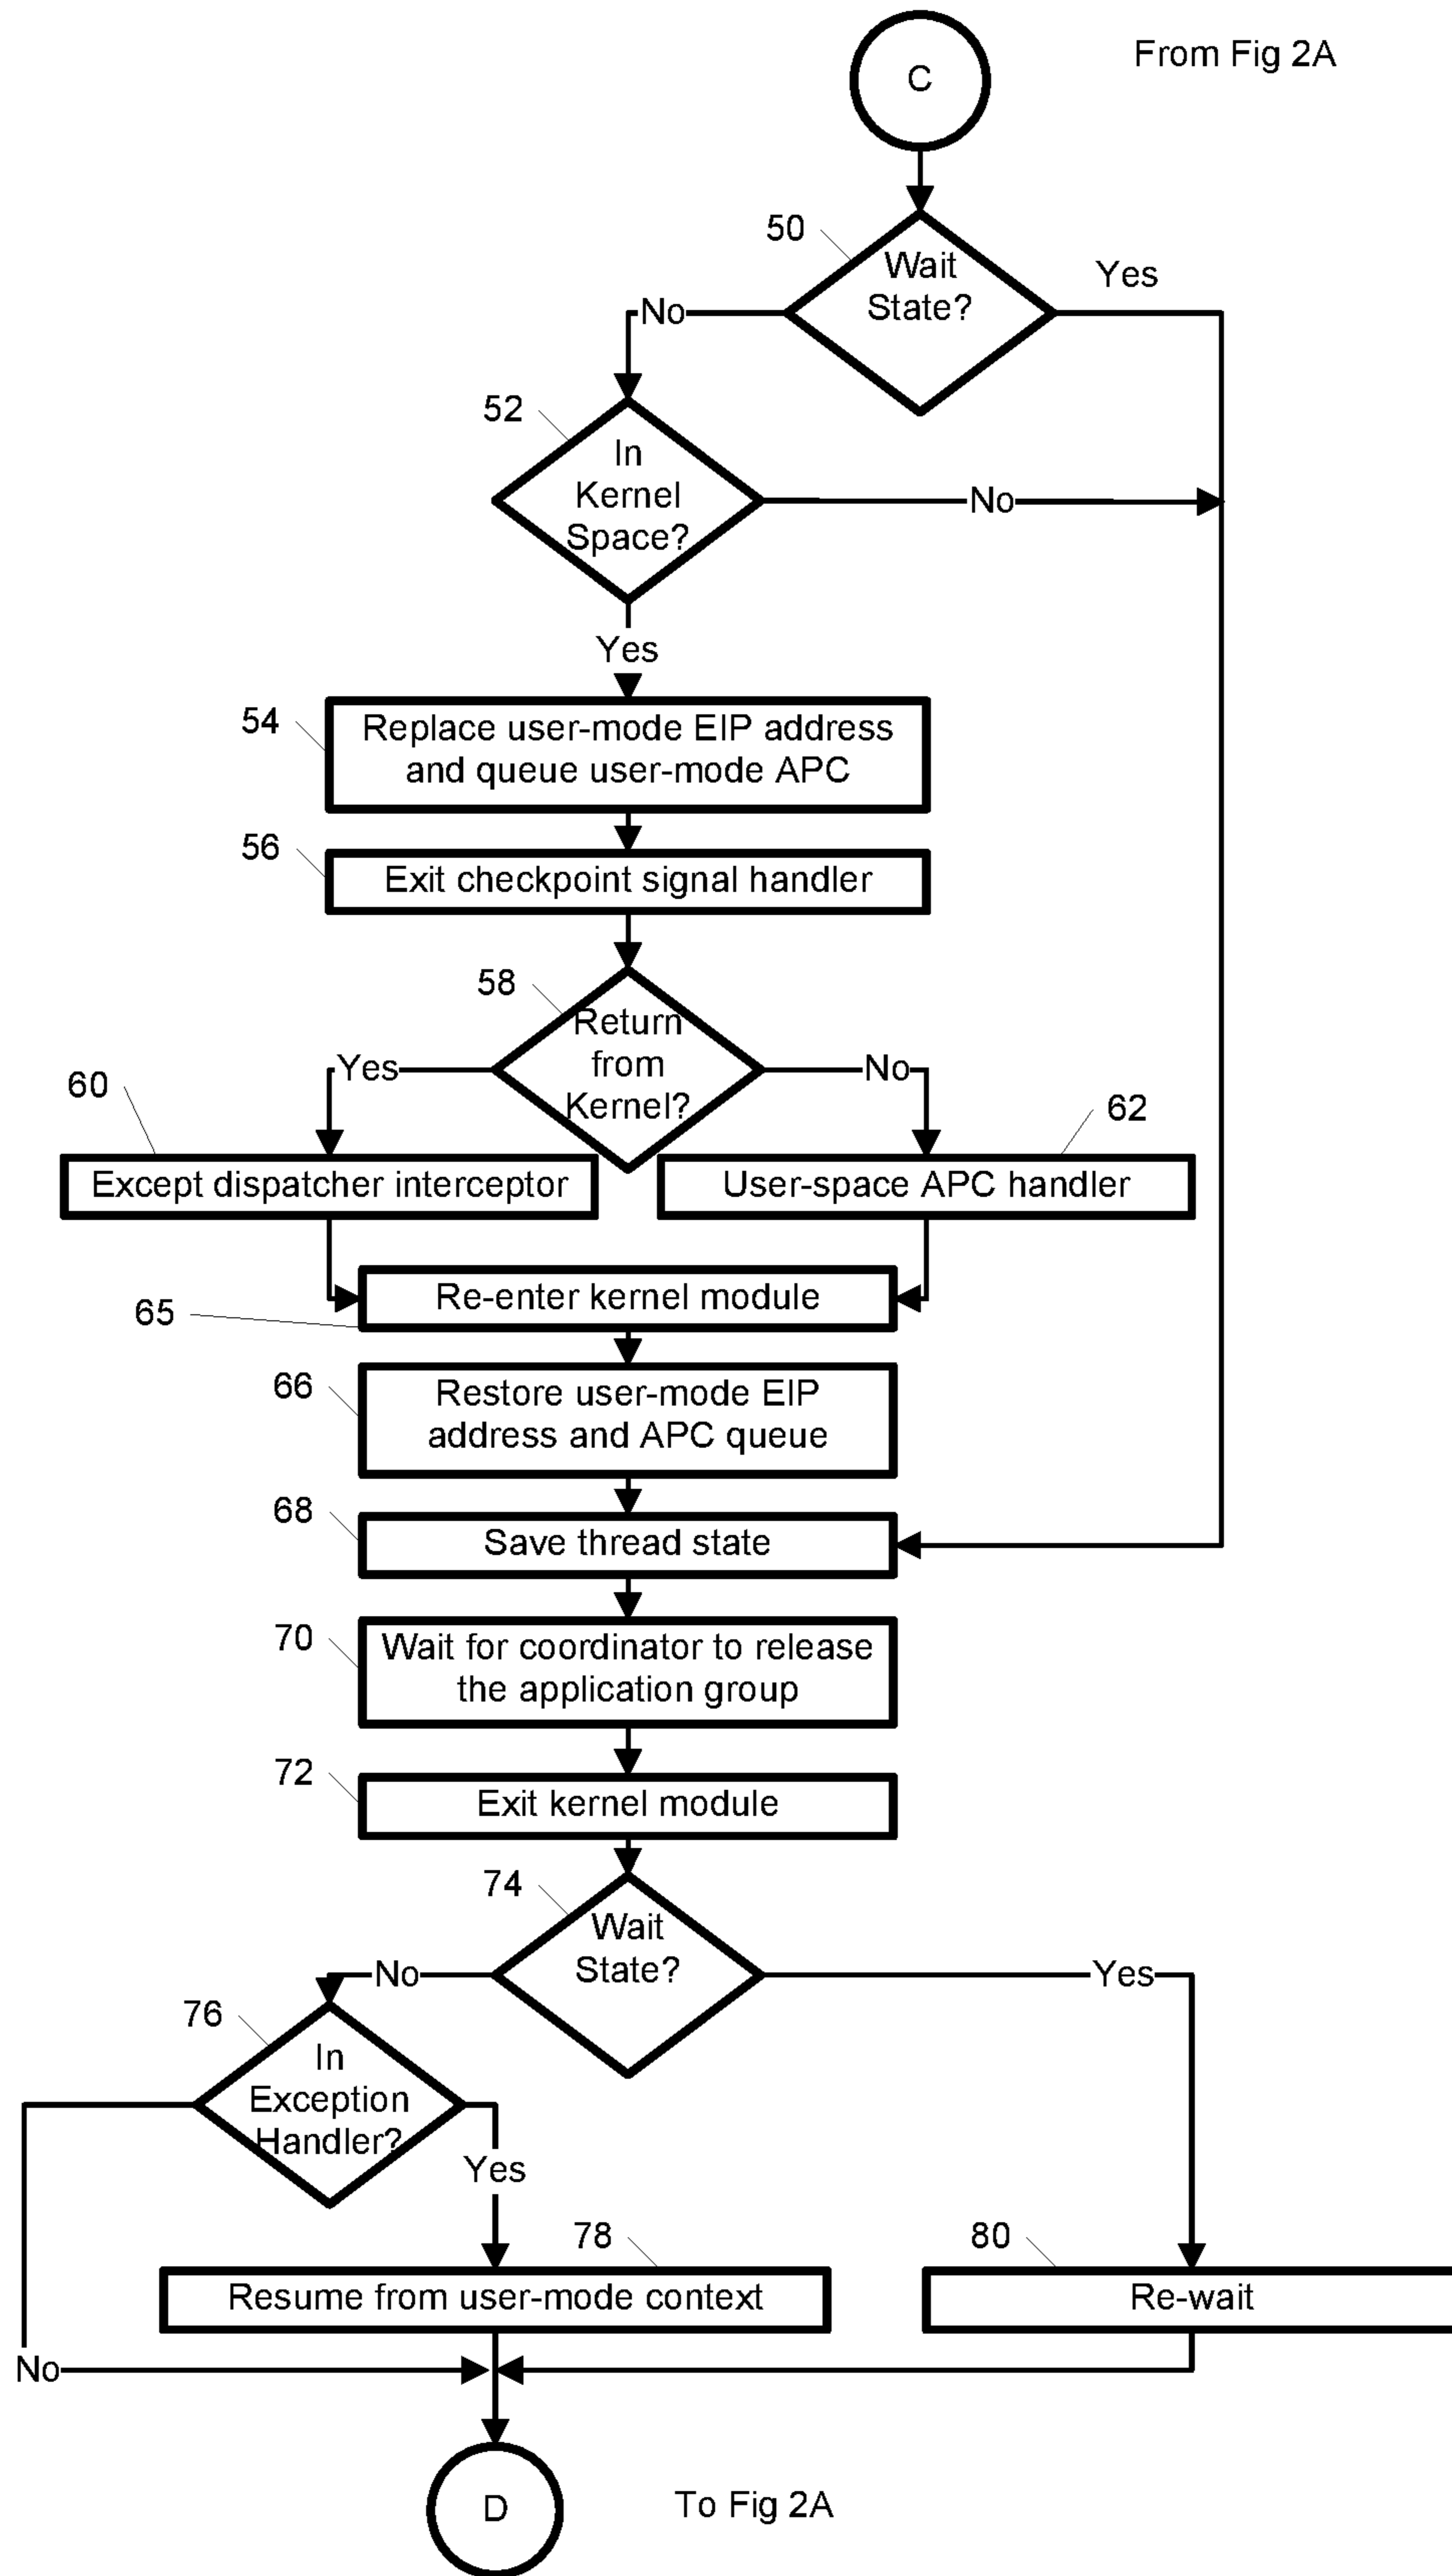 C
From Fig 2A
50
Wait
State?
Yes
No
52
In
Kernel
Space?
No
Yes
54
Replace user-mode EIP address
and queue user-mode APC
56
Exit checkpoint signal handler
58
Return
from
Kernel?
Yes
No
60
62
Except dispatcher interceptor
User-space APC handler
65
Re-enter kernel module
66
Restore user-mode EIP
address and APC queue
68
Save thread state
70
Wait for coordinator to release
the application group
72
Exit kernel module
74
Wait
State?
No
Yes
76
In
Exception
Handler?
Yes
78
80
Resume from user-mode context
Re-wait
No
D
To Fig 2A